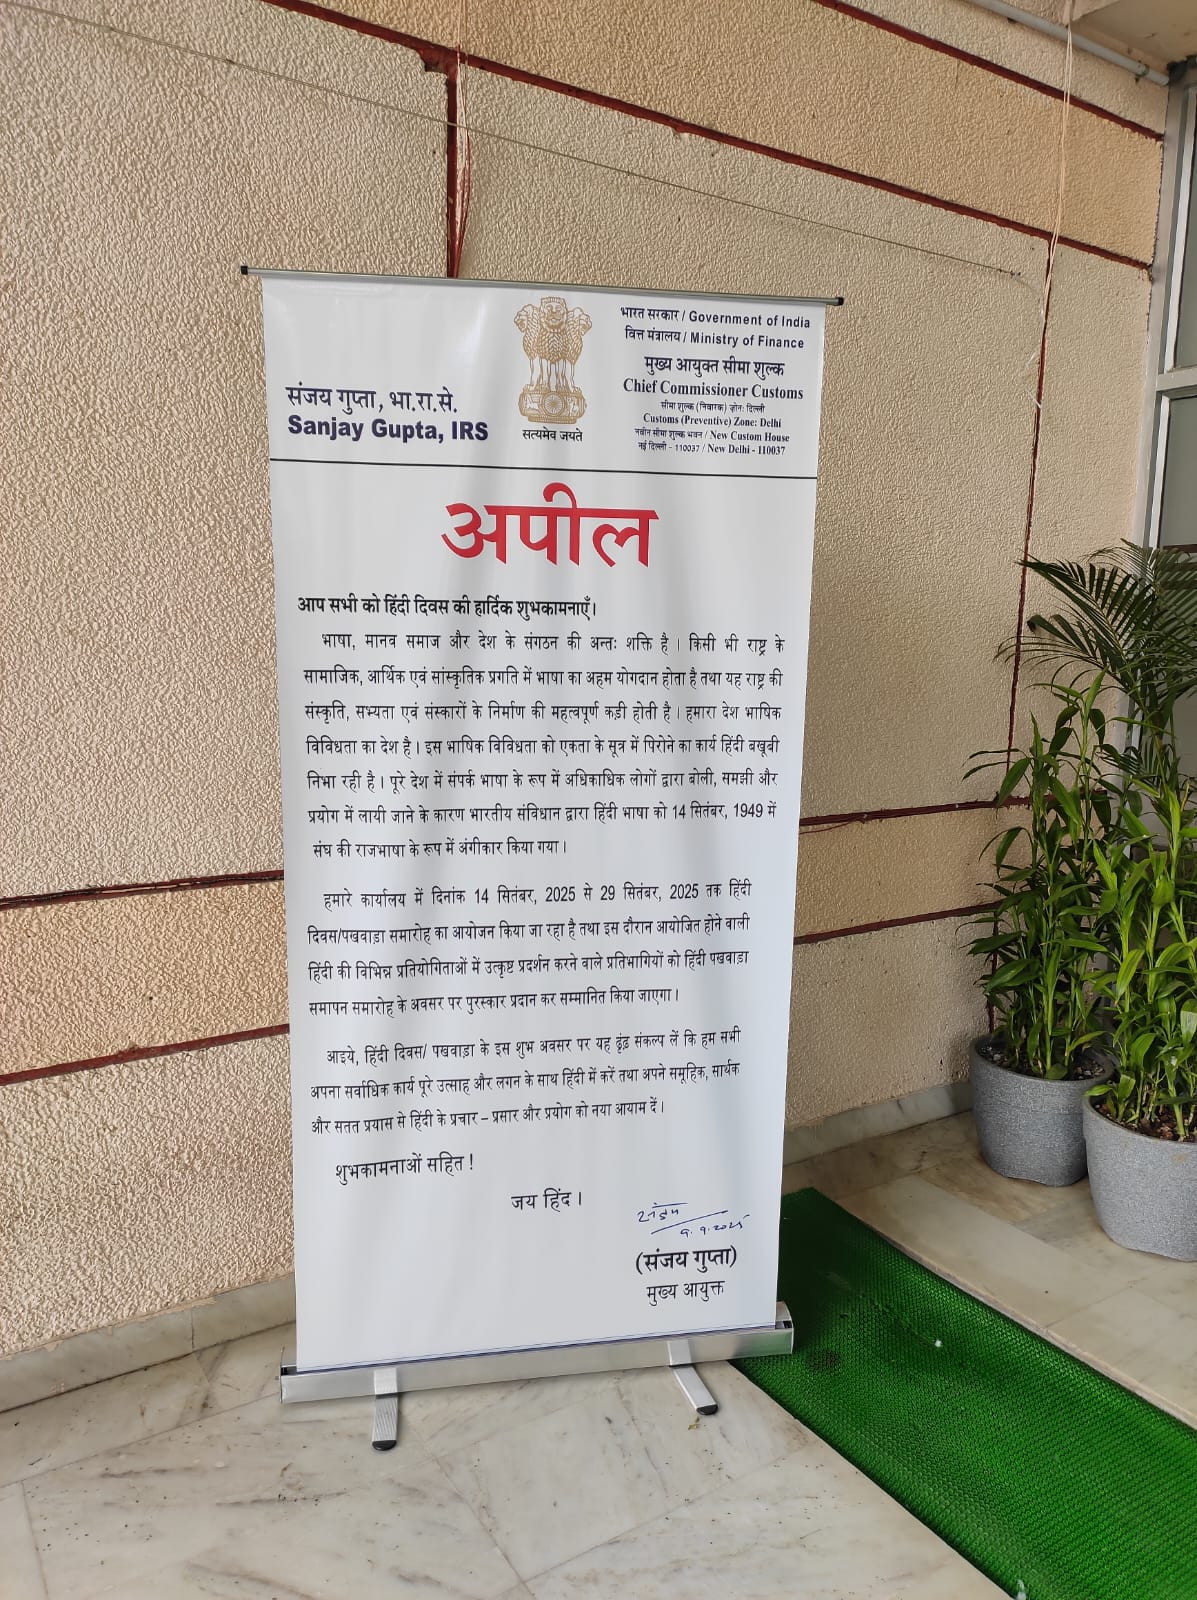 संजय गुप्ता, भा.रा.से.
Sanjay Gupta, IRS
सत्यमेव जयते
भारत सरकार / Government of India
वित्त मंत्रालय / Ministry of Finance
मुख्य आयुक्त सीमा शुल्क
Chief Commissioner Customs
सीमा शुल्क (निवारक) ज़ोन: दिल्ली
Customs (Preventive) Zone: Delhi
नवीन सीमा शुल्क भवन / New Custom House
नई दिल्ली - 110037 / New Delhi - 110037
अपील
आप सभी को हिंदी दिवस की हार्दिक शुभकामनाएँ।
भाषा, मानव समाज और देश के संगठन की अन्तः शक्ति है । किसी भी राष्ट्र के
सामाजिक, आर्थिक एवं सांस्कृतिक प्रगति में भाषा का अहम योगदान होता है तथा यह राष्ट्र की
संस्कृति, सभ्यता एवं संस्कारों के निर्माण की महत्वपूर्ण कड़ी होती है । हमारा देश भाषिक
विविधता का देश है । इस भाषिक विविधता को एकता के सूत्र में पिरोने का कार्य हिंदी बखूबी
निभा रही है । पूरे देश में संपर्क भाषा के रूप में अधिकाधिक लोगों द्वारा बोली, समझी और
प्रयोग में लायी जाने के कारण भारतीय संविधान द्वारा हिंदी भाषा को 14 सितंबर, 1949 में
संघ की राजभाषा के रूप में अंगीकार किया गया ।
हमारे कार्यालय में दिनांक 14 सितंबर, 2025 से 29 सितंबर, 2025 तक हिंदी
दिवस/पखवाड़ा समारोह का आयोजन किया जा रहा है तथा इस दौरान आयोजित होने वाली
हिंदी की विभिन्न प्रतियोगिताओं में उत्कृष्ट प्रदर्शन करने वाले प्रतिभागियों को हिंदी पखवाड़ा
समापन समारोह के अवसर पर पुरस्कार प्रदान कर सम्मानित किया जाएगा ।
आइये, हिंदी दिवस/ पखवाड़ा के इस शुभ अवसर पर यह दृढ़ संकल्प लें कि हम सभी
अपना सर्वाधिक कार्य पूरे उत्साह और लगन के साथ हिंदी में करें तथा अपने समूहिक, सार्थक
और सतत प्रयास से हिंदी के प्रचार – प्रसार और प्रयोग को नया आयाम दें ।
शुभकामनाओं सहित !
जय हिंद ।
9.9.2025
(संजय गुप्ता)
मुख्य आयुक्त